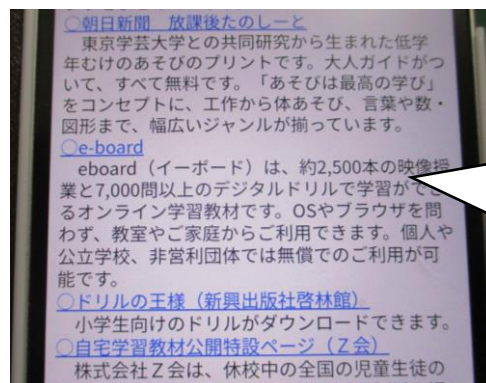 ○朝日新聞　放課後たのしーと
東京学芸大学との共同研究から生まれた低学
年むけのあそびのプリントです。大人ガイドがつ
いて、すべて無料です。「あそびは最高の学び」
をコンセプトに、工作から体あそび、言葉や数・
図形まで、幅広いジャンルが揃っています。
○e-board
eboard（イーボード）は、約2,500本の映像授
業と7,000問以上のデジタルドリルで学習ができ
るオンライン学習教材です。OSやブラウザを問
わず、教室やご家庭からご利用できます。個人や
公立学校、非営利団体では無償でのご利用が可
能です。
○ドリルの王様（新興出版社啓林館）
小学生向けのドリルがダウンロードできます。
○自宅学習教材公開特設ページ（Ｚ会）
株式会社Ｚ会は、休校中の全国の児童生徒の